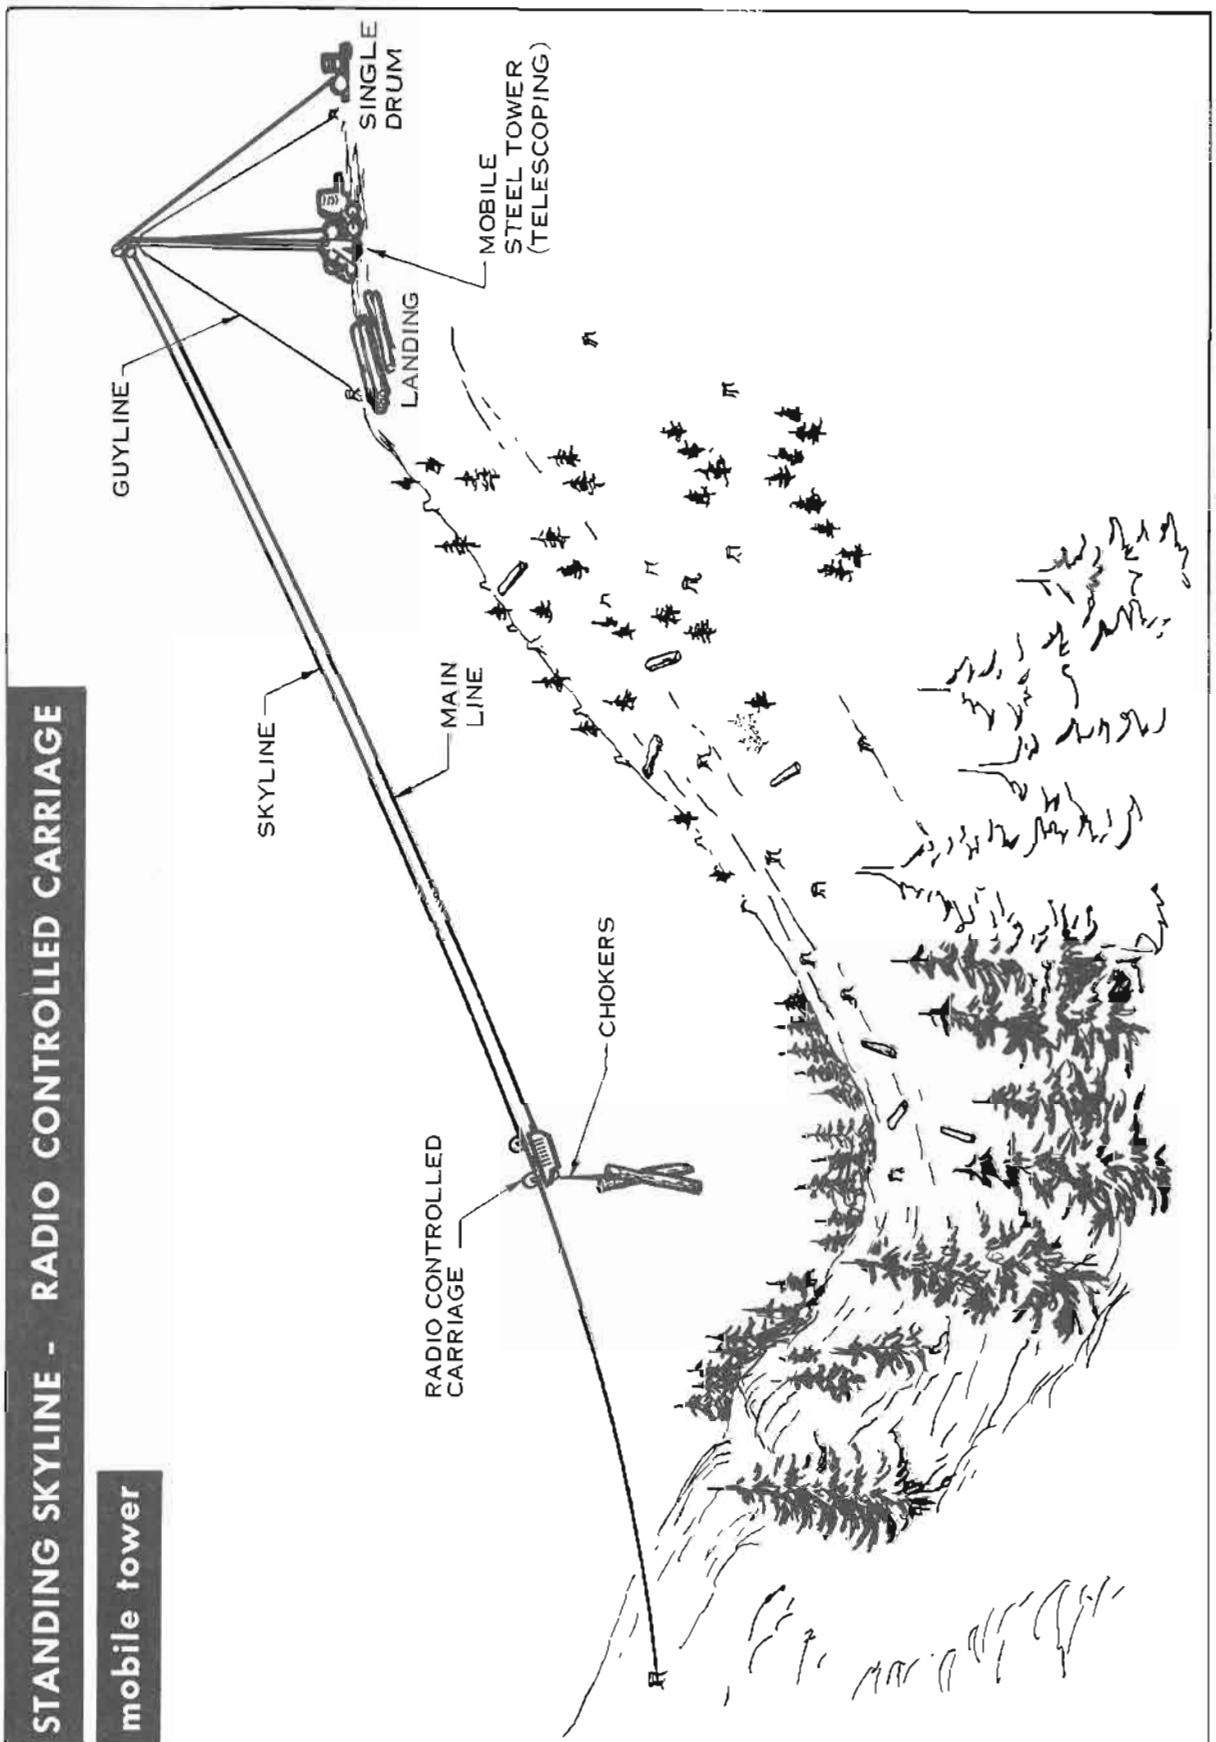 STANDING SKYLINE - RADIO CONTROLLED CARRIAGE
mobile tower
GUYLINE
SKYLINE
MAIN
LINE
SINGLE
DRUM
MOBILE
STEEL TOWER
(TELESCOPING)
LANDING
RADIO CONTROLLED
CARRIAGE
CHOKERS